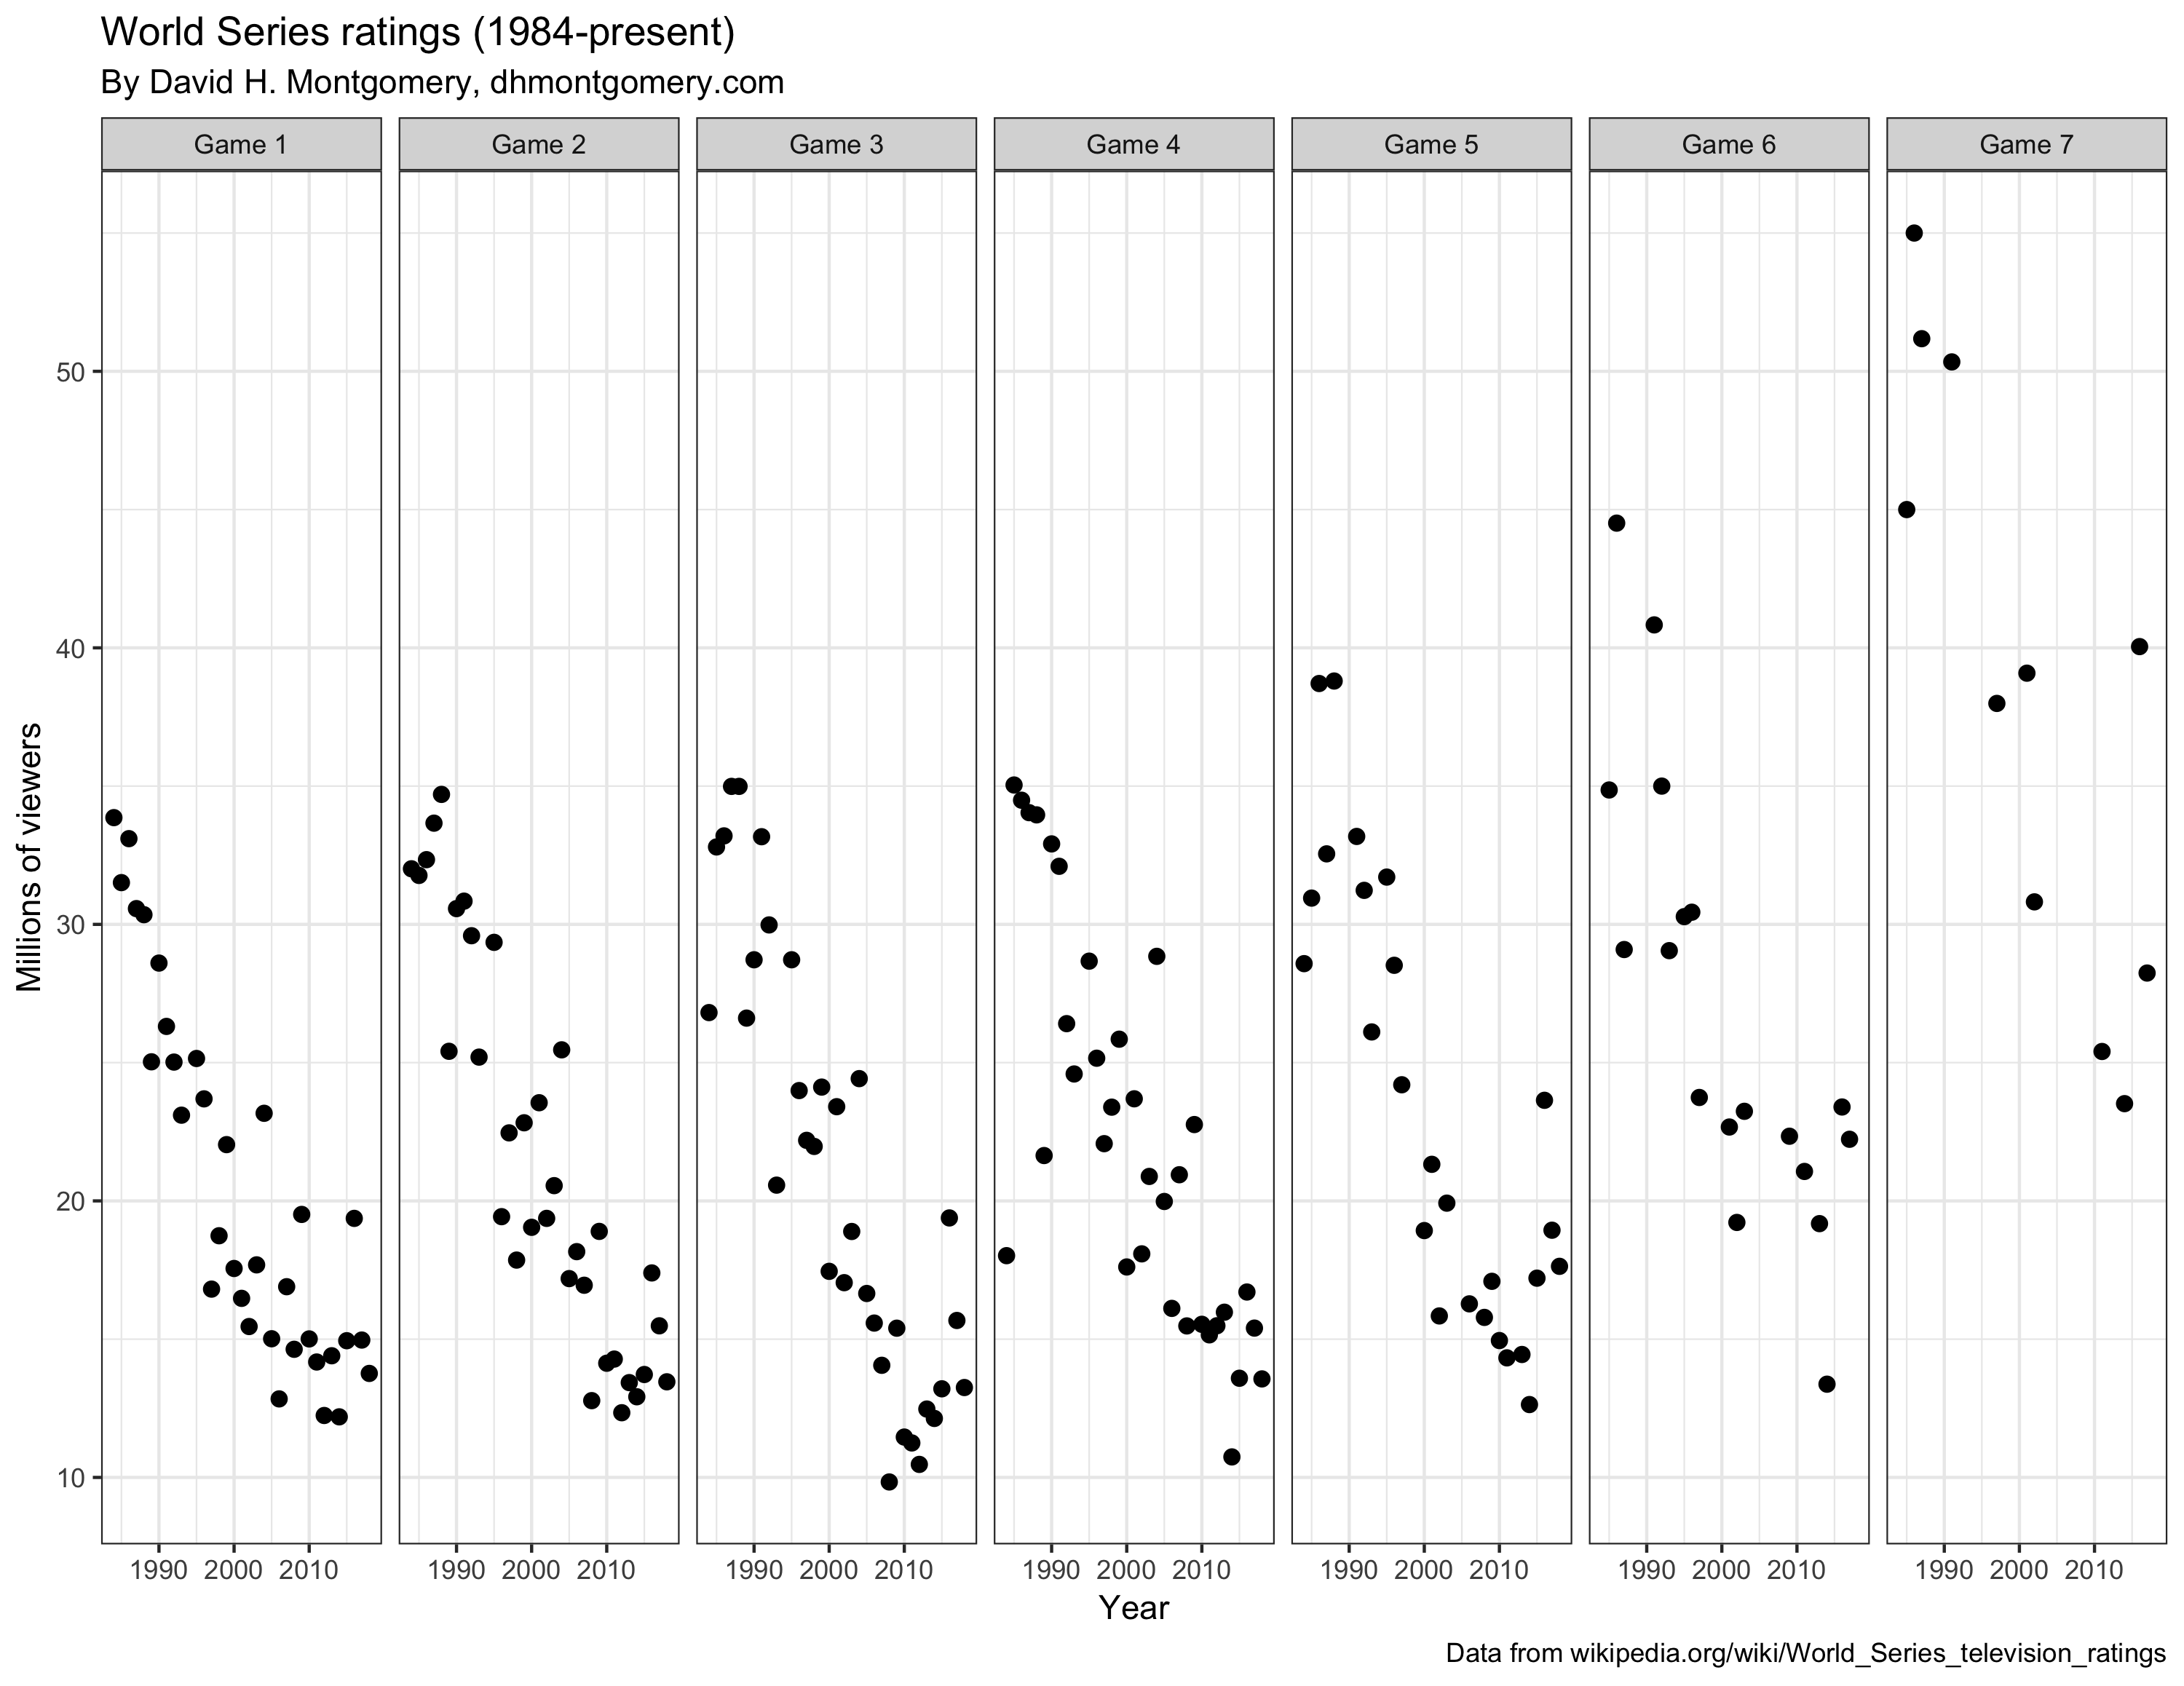 World Series ratings (1984-present)
By David H. Montgomery, dhmontgomery.com
Game 1 Game 2 Game 3 Game 4 Game 5 Game 6 Game 7
Millions of viewers
50
40
30
20
10
1990 2000 2010 1990 2000 2010 1990 2000 2010 1990 2000 2010 1990 2000 2010 1990 2000 2010 1990 2000 2010
Year
Data from wikipedia.org/wiki/World_Series_television_ratings